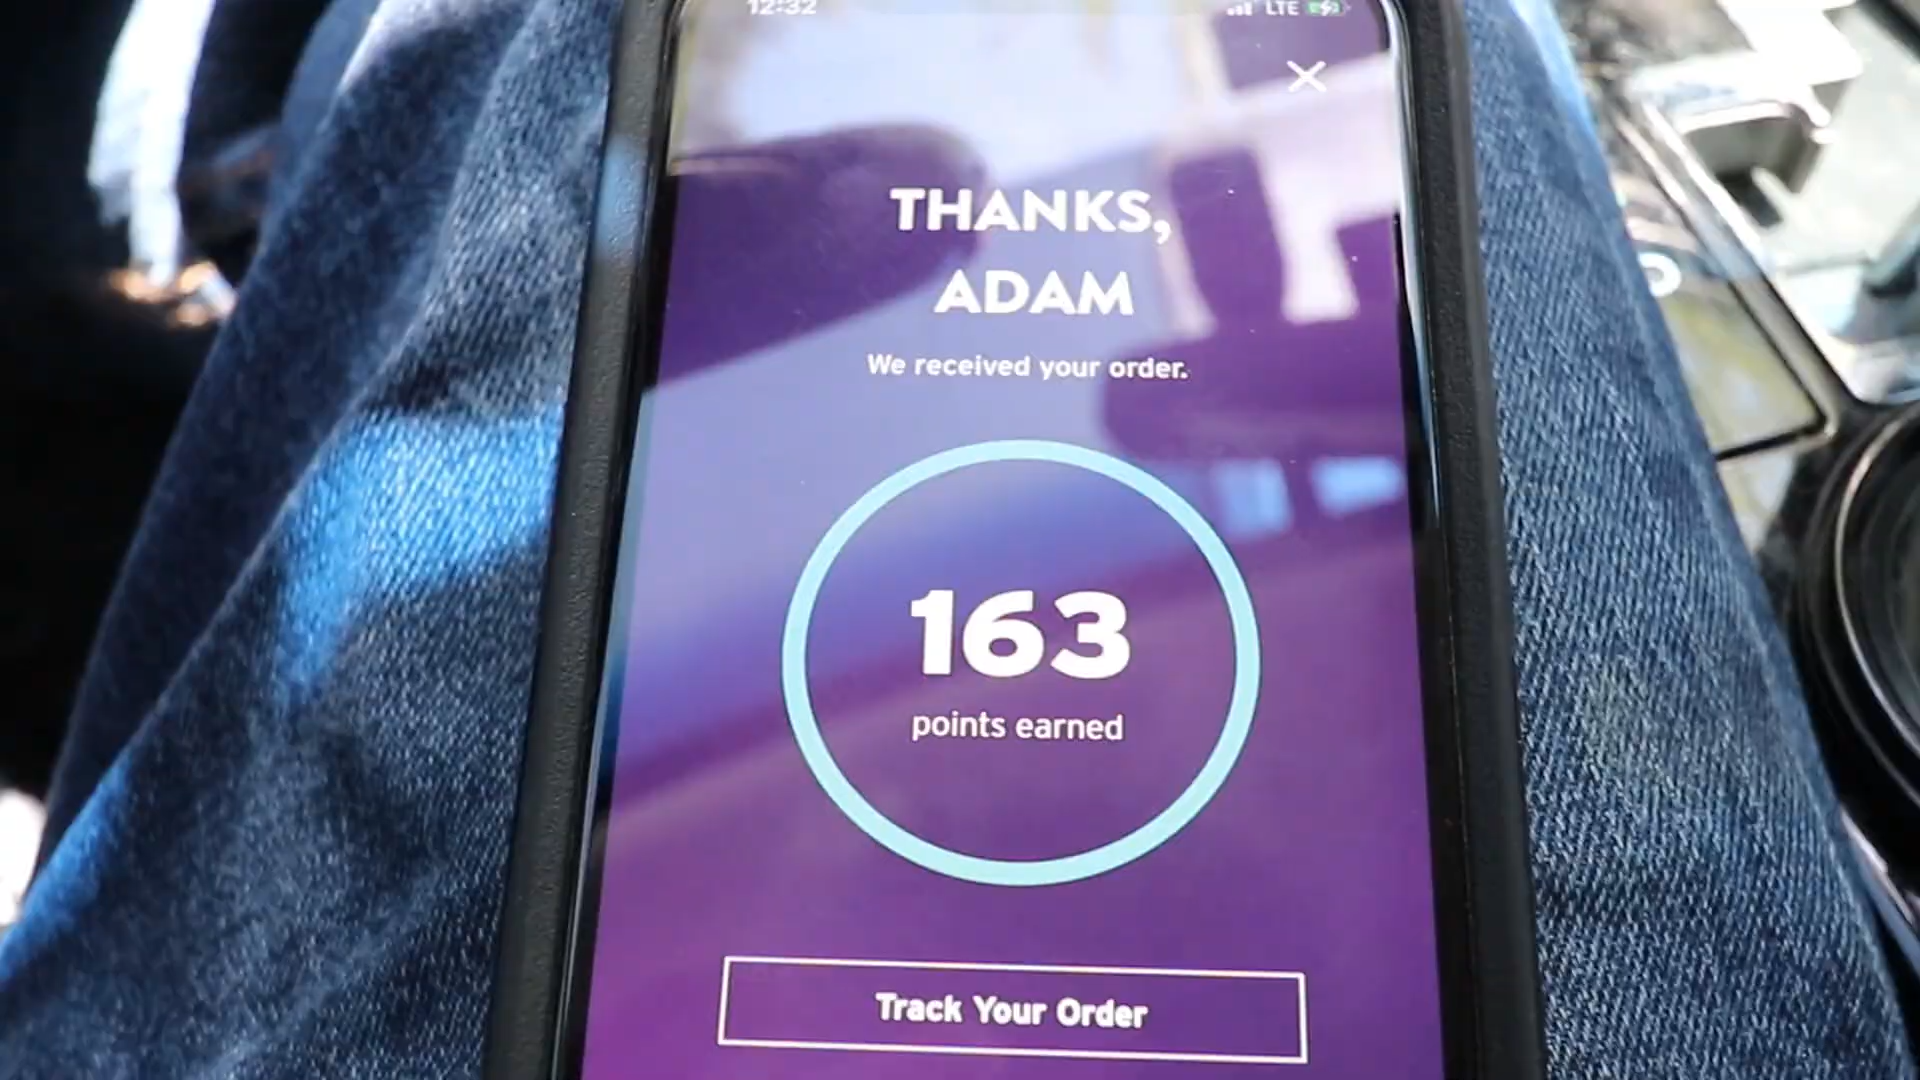 12:32 LTE
THANKS,
ADAM
We received your order.
163
points earned
Track Your Order